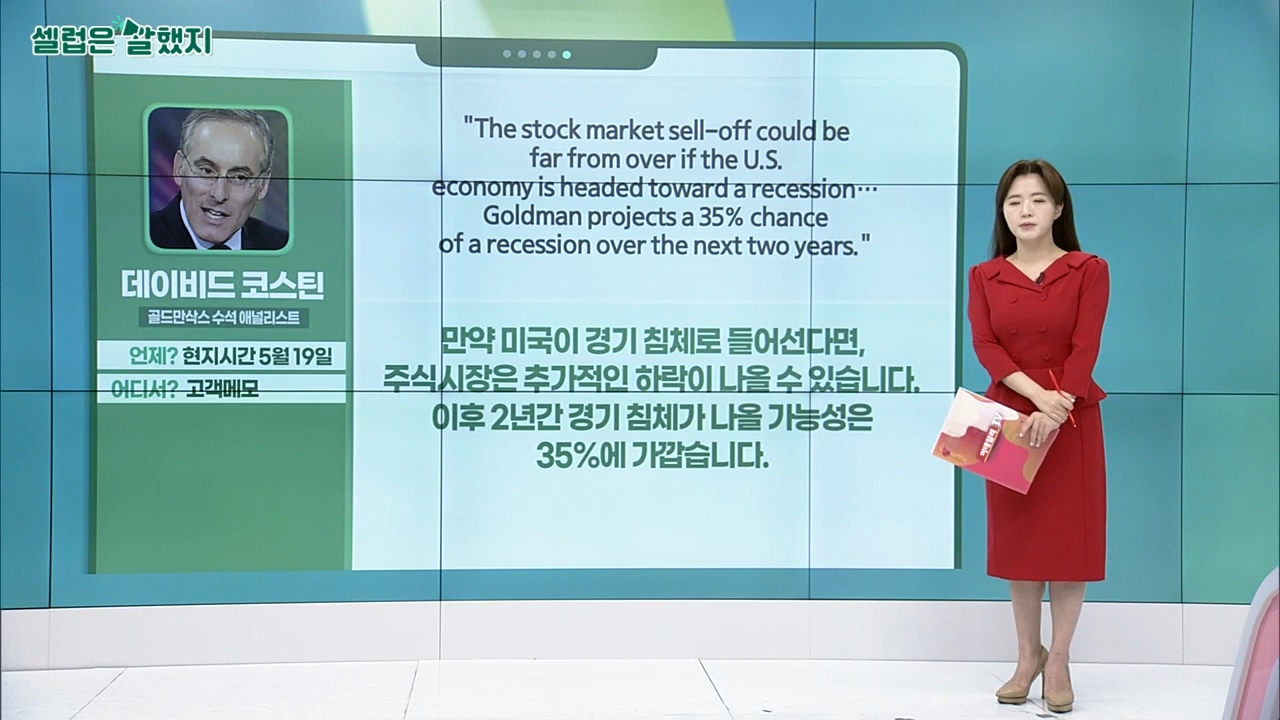 셀럽은 말했지
"The stock market sell-off could be
far from over if the U.S.
economy is headed toward a recession…
Goldman projects a 35% chance
of a recession over the next two years."
데이비드 코스틴
골드만삭스 수석 애널리스트
언제? 현지시간 5월 19일
어디서? 고객메모
만약 미국이 경기 침체로 들어선다면,
주식시장은 추가적인 하락이 나올 수 있습니다.
이후 2년간 경기 침체가 나올 가능성은
35%에 가깝습니다.